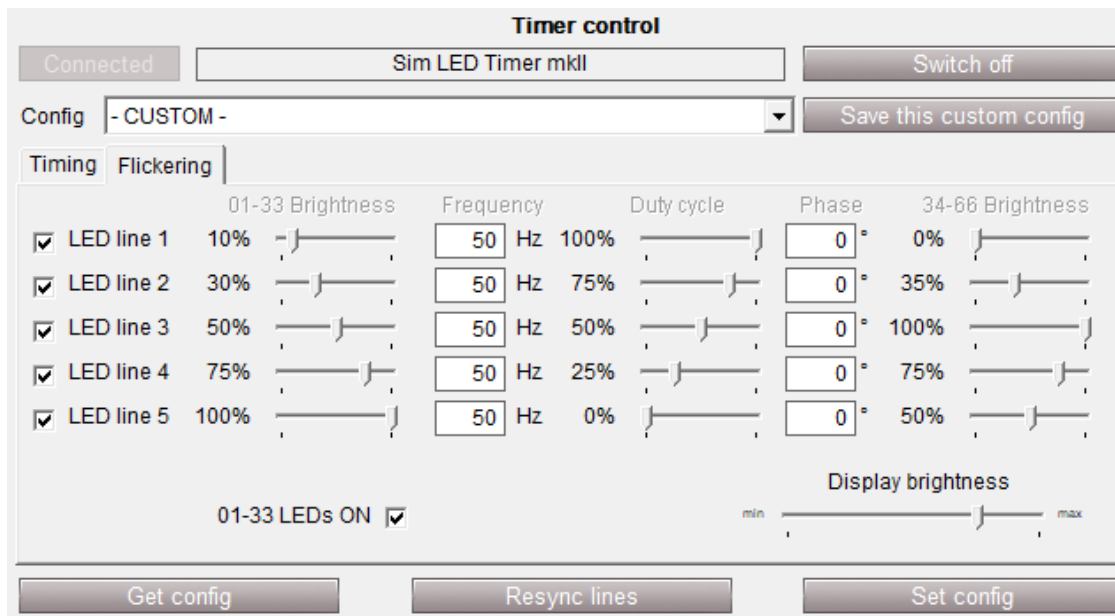 Timer control
Connected Sim LED Timer mkII Switch off
Config - CUSTOM - Save this custom config
Timing Flickering
01-33 Brightness Frequency Duty cycle Phase 34-66 Brightness
LED line 1 10% 50 Hz 100% 0 ° 0%
LED line 2 30% 50 Hz 75% 0 ° 35%
LED line 3 50% 50 Hz 50% 0 ° 100%
LED line 4 75% 50 Hz 25% 0 ° 75%
LED line 5 100% 50 Hz 0% 0 ° 50%
Display brightness
01-33 LEDs ON min max
Get config Resync lines Set config